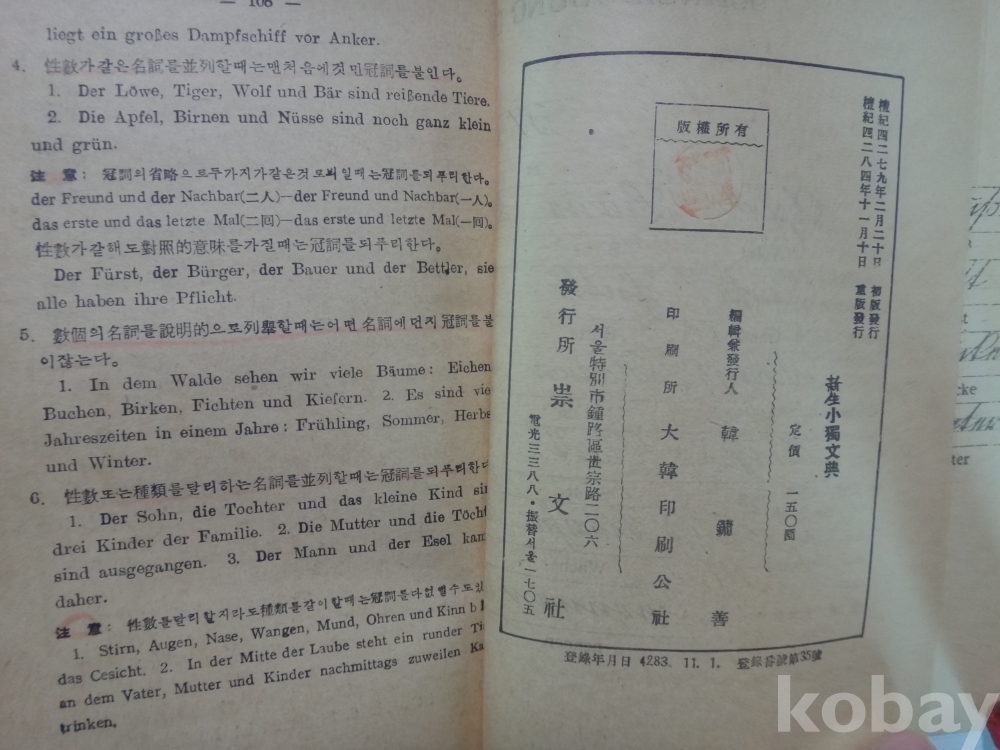 — 108 —
liegt ein großes Dampfschiff vor Anker.
4. 性數가같은名詞를並列할때는맨처음에것만冠詞를붙인다。
1. Der Löwe, Tiger, Wolf und Bär sind reißende Tiere.
2. Die Apfel, Birnen und Nüsse sind noch ganz klein
und grün.
注意: 冠詞의省略으로두가지가같은것로뵈일때는冠詞를되푸리한다。
der Freund und der Nachbar(二人)—der Freund und Nachbar(一人)。
das erste und das letzte Mal(二回)—das erste und letzte Mal(一回)。
性數가갈해도對照的意味를가질때는冠詞를되푸리한다。
Der Fürst, der Bürger, der Bauer und der Bettler, sie
alle haben ihre Pflicht.
5. 數個의名詞를說明的으로列擧할때는어떤名詞에던지冠詞를불
이잖는다。
1. In dem Walde sehen wir viele Bäume: Eichen
Buchen, Birken, Fichten und Kiefern. 2. Es sind vie
Jahreszeiten in einem Jahre: Frühling, Sommer, Herbs
und Winter.
6. 性數또는種類를달리하는名詞를並列할때는冠詞를되푸리한다
1. Der Sohn, die Tochter und das kleine Kind sin
drei Kinder der Familie. 2. Die Mutter und die Töcht
sind ausgegangen. 3. Der Mann und der Esel kam
daher.
注意: 性數를달리할지라도種類를같이할때는冠詞를다없앨수도있
1. Stirn, Augen, Nase, Wangen, Mund, Ohren und Kinn b
das Cesicht. 2. In der Mitte der Laube steht ein runder Ti
an dem Vater, Mutter und Kinder nachmittags zuweilen Ka
trinken.
版權所有
檀紀四二七九年二月二十日 初版發行
檀紀四二八四年十一月十日 重版發行
新生小獨文典
定價 一五○圓
編輯兼發行人 韓鏞善
印刷所 大韓印刷公社
서울特別市鐘路區世宗路二○六
發行所 崇文社
電光三三八八・振替서울一七○五
登錄年月日 4283. 11. 1. 登錄番號第35號
cke
ter
kobay